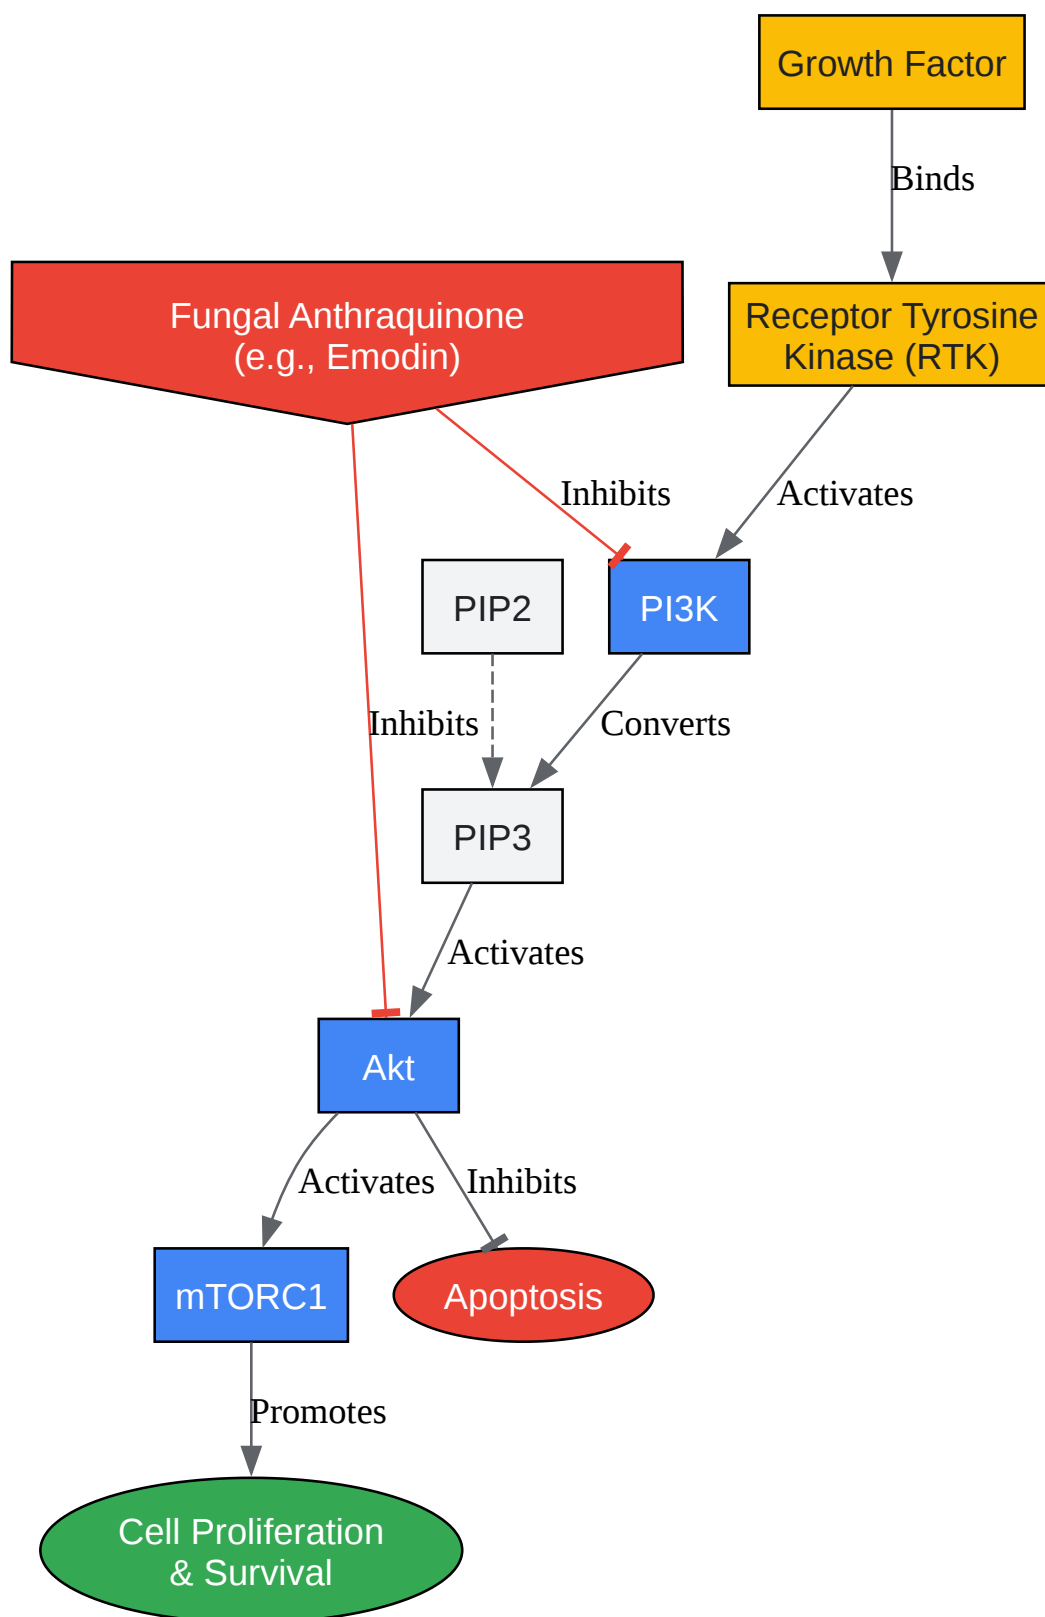 Growth Factor
Binds
Fungal Anthraquinone
(e.g., Emodin)
Receptor Tyrosine
Kinase (RTK)
Inhibits
Activates
PIP2
PI3K
Inhibits
Converts
PIP3
Activates
Akt
Activates
Inhibits
mTORC1
Apoptosis
Promotes
Cell Proliferation
& Survival